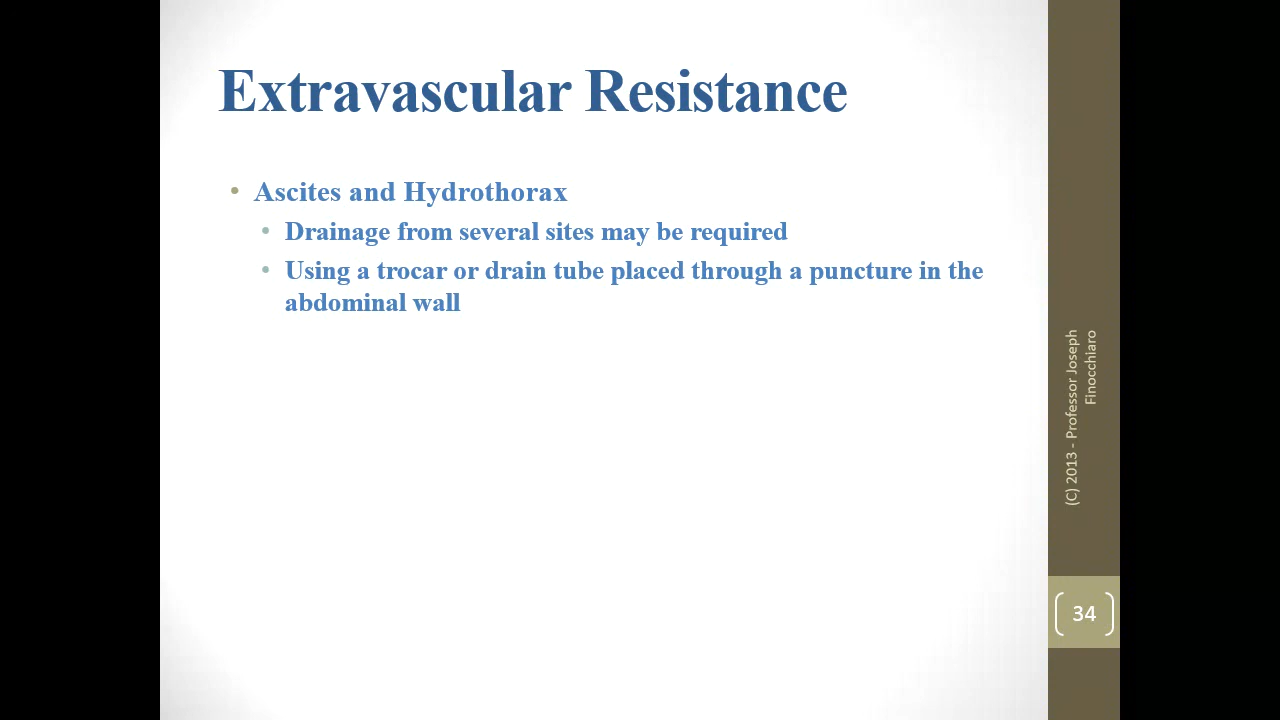 Extravascular Resistance
• Ascites and Hydrothorax
• Drainage from several sites may be required
• Using a trocar or drain tube placed through a puncture in the
abdominal wall
(C) 2013 - Professor Joseph
Finocchiaro
34